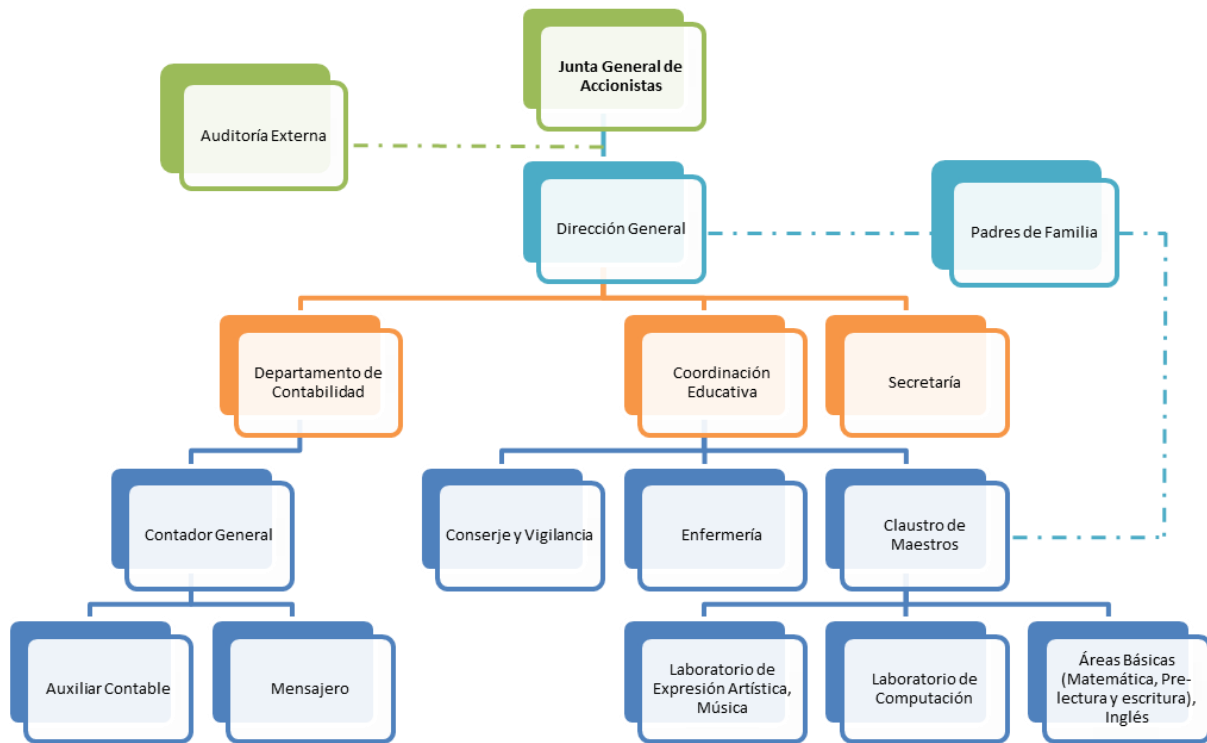 Junta General de
Accionistas
Auditoría Externa
Dirección General
Padres de Familia
Departamento de
Contabilidad
Coordinación
Educativa
Secretaría
Contador General
Conserje y Vigilancia
Enfermería
Claustro de
Maestros
Auxiliar Contable
Mensajero
Laboratorio de
Expresión Artística,
Música
Laboratorio de
Computación
Áreas Básicas
(Matemática, Pre-
lectura y escritura),
Inglés